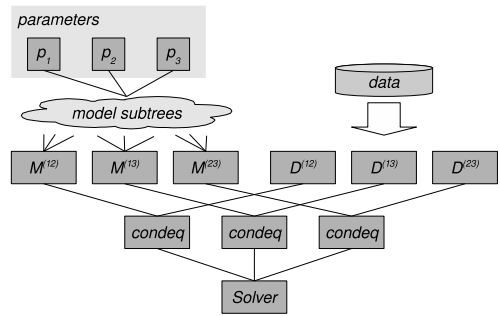 parameters
p1 p2 p3
data
model subtrees
M(12) M(13) M(23) D(12) D(13) D(23)
condeq condeq condeq
Solver